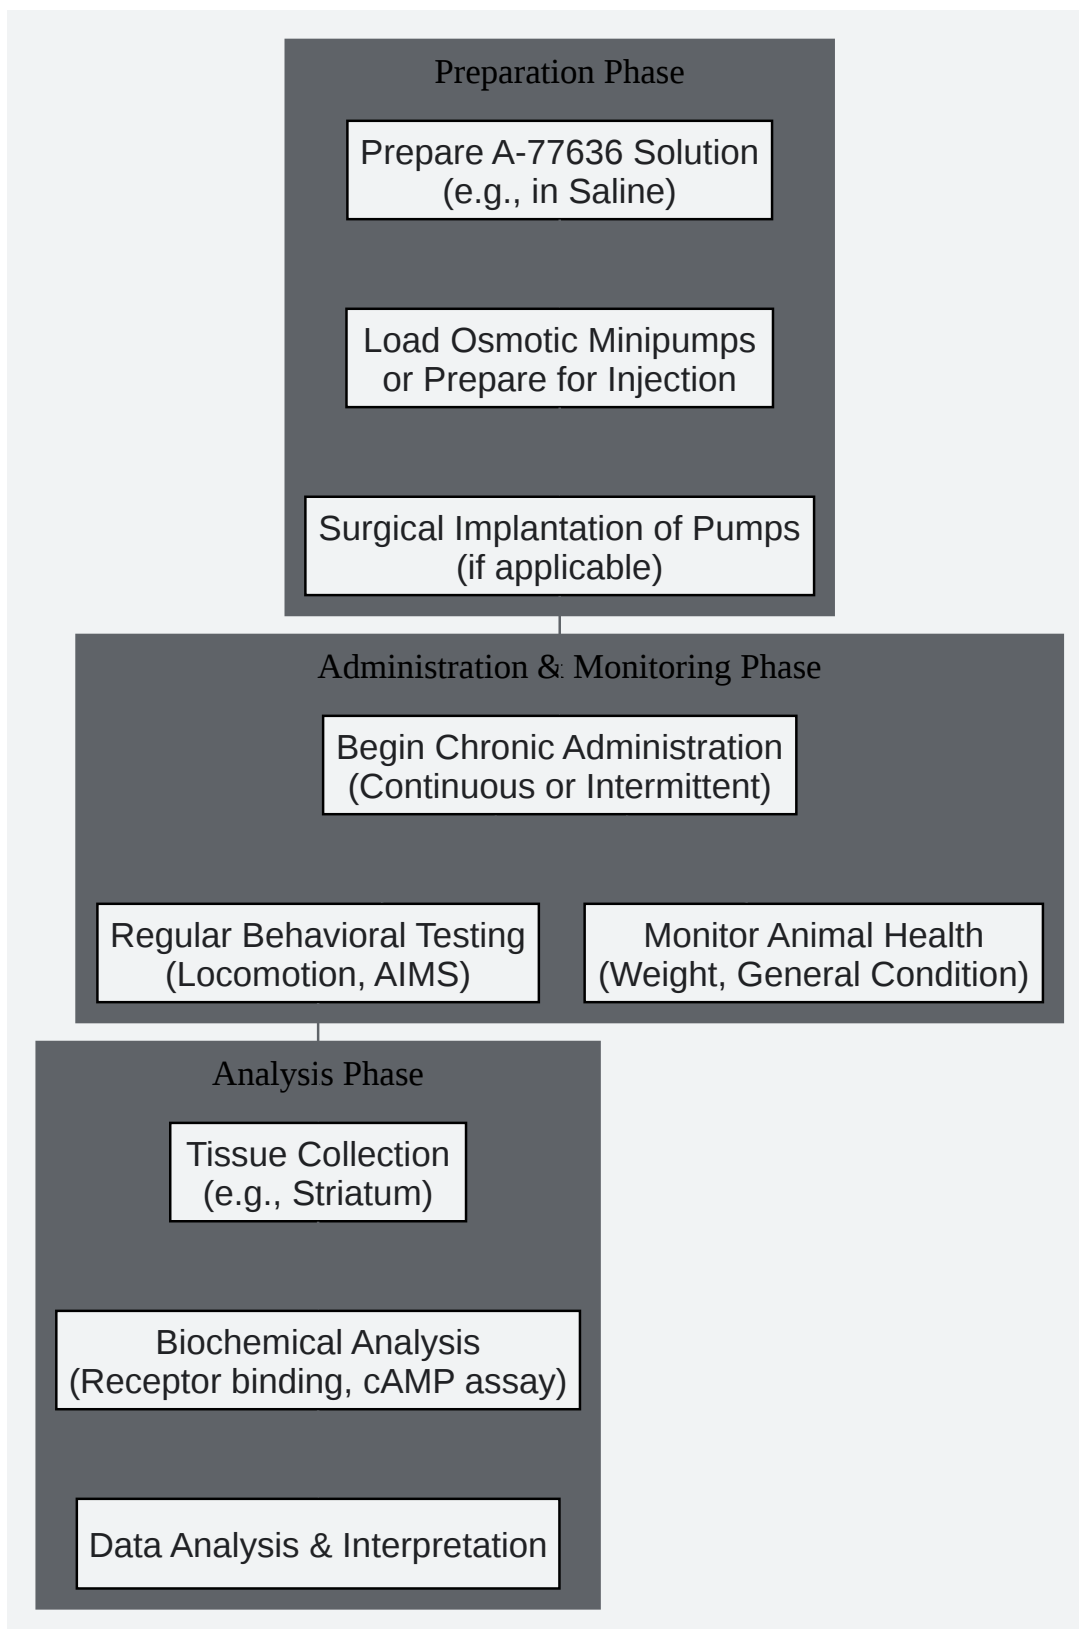 Preparation Phase
Prepare A-77636 Solution
(e.g., in Saline)
Load Osmotic Minipumps
or Prepare for Injection
Surgical Implantation of Pumps
(if applicable)
Administration & Monitoring Phase
Begin Chronic Administration
(Continuous or Intermittent)
Regular Behavioral Testing
(Locomotion, AIMS)
Monitor Animal Health
(Weight, General Condition)
Analysis Phase
Tissue Collection
(e.g., Striatum)
Biochemical Analysis
(Receptor binding, cAMP assay)
Data Analysis & Interpretation